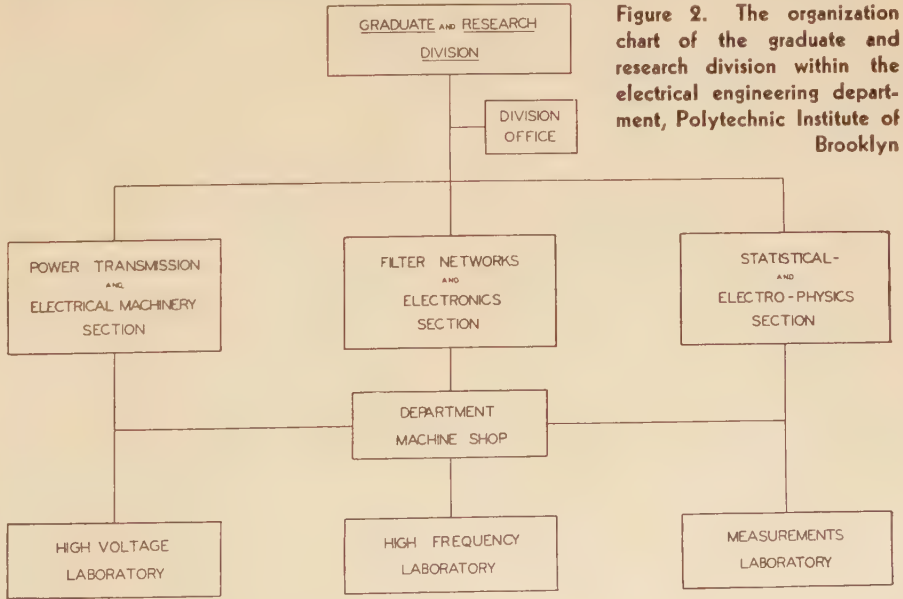 GRADUATE AND RESEARCH
DIVISION
Figure 2. The organization
chart of the graduate and
research division within the
electrical engineering depart-
ment, Polytechnic Institute of
Brooklyn
DIVISION
OFFICE
POWER TRANSMISSION
AND
ELECTRICAL MACHINERY
SECTION
FILTER NETWORKS
AND
ELECTRONICS
SECTION
STATISTICAL-
AND
ELECTRO-PHYSICS
SECTION
DEPARTMENT
MACHINE SHOP
HIGH VOLTAGE
LABORATORY
HIGH FREQUENCY
LABORATORY
MEASUREMENTS
LABORATORY